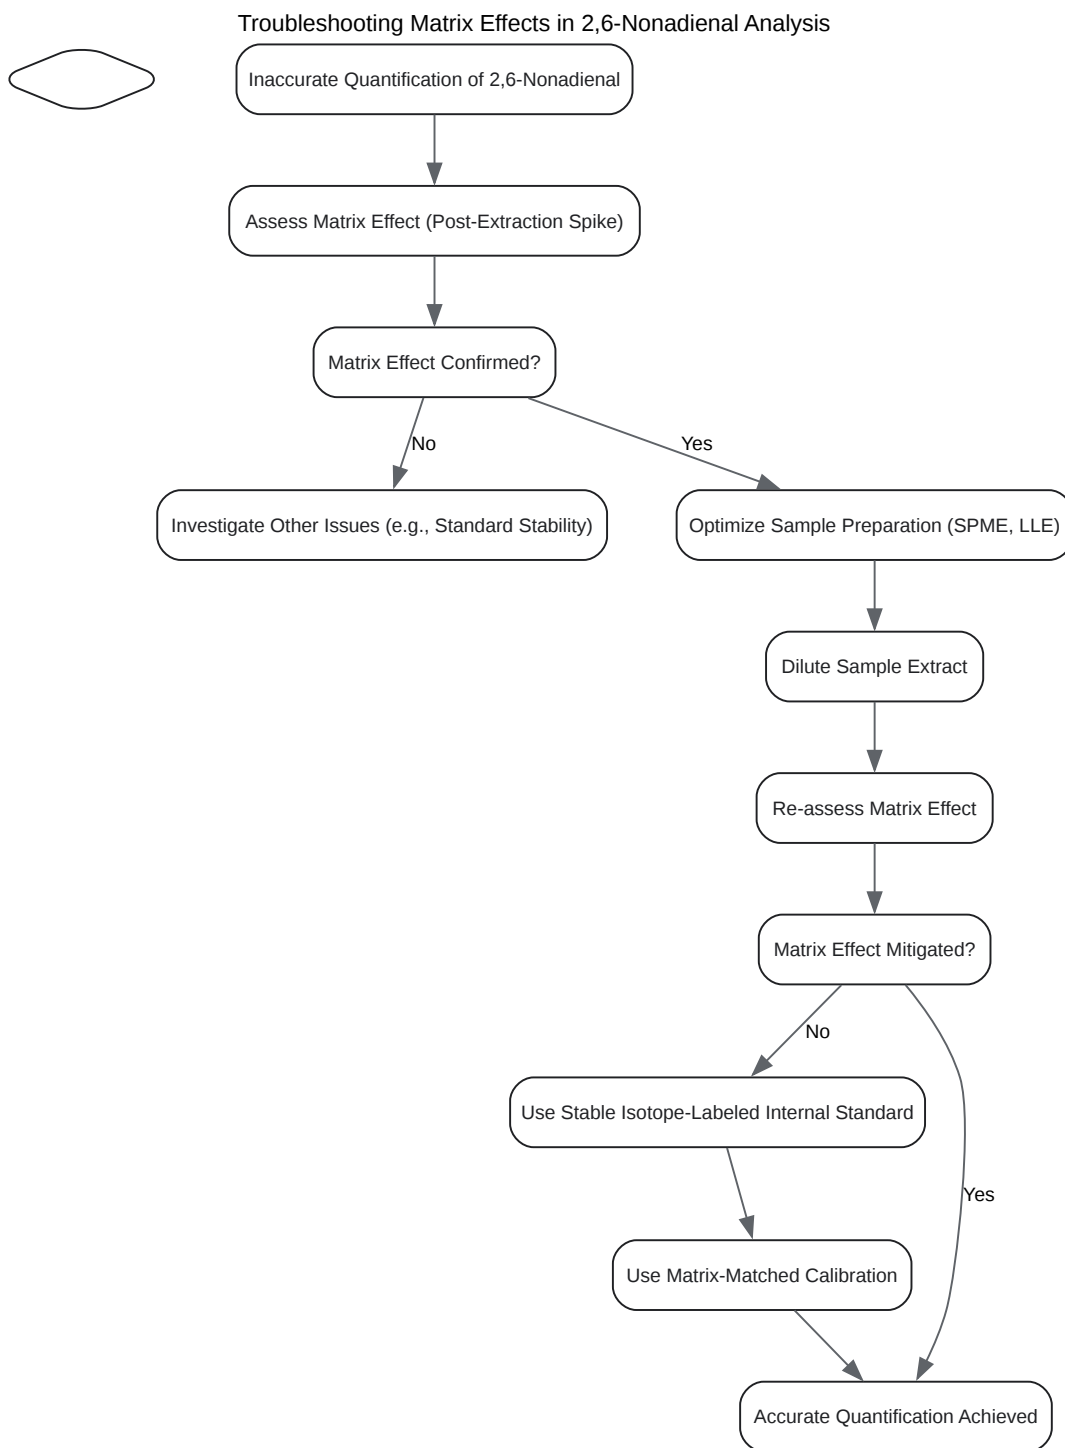 Troubleshooting Matrix Effects in 2,6-Nonadienal Analysis
Inaccurate Quantification of 2,6-Nonadienal
Assess Matrix Effect (Post-Extraction Spike)
Matrix Effect Confirmed?
No
Yes
Investigate Other Issues (e.g., Standard Stability)
Optimize Sample Preparation (SPME, LLE)
Dilute Sample Extract
Re-assess Matrix Effect
Matrix Effect Mitigated?
No
Use Stable Isotope-Labeled Internal Standard
Yes
Use Matrix-Matched Calibration
Accurate Quantification Achieved